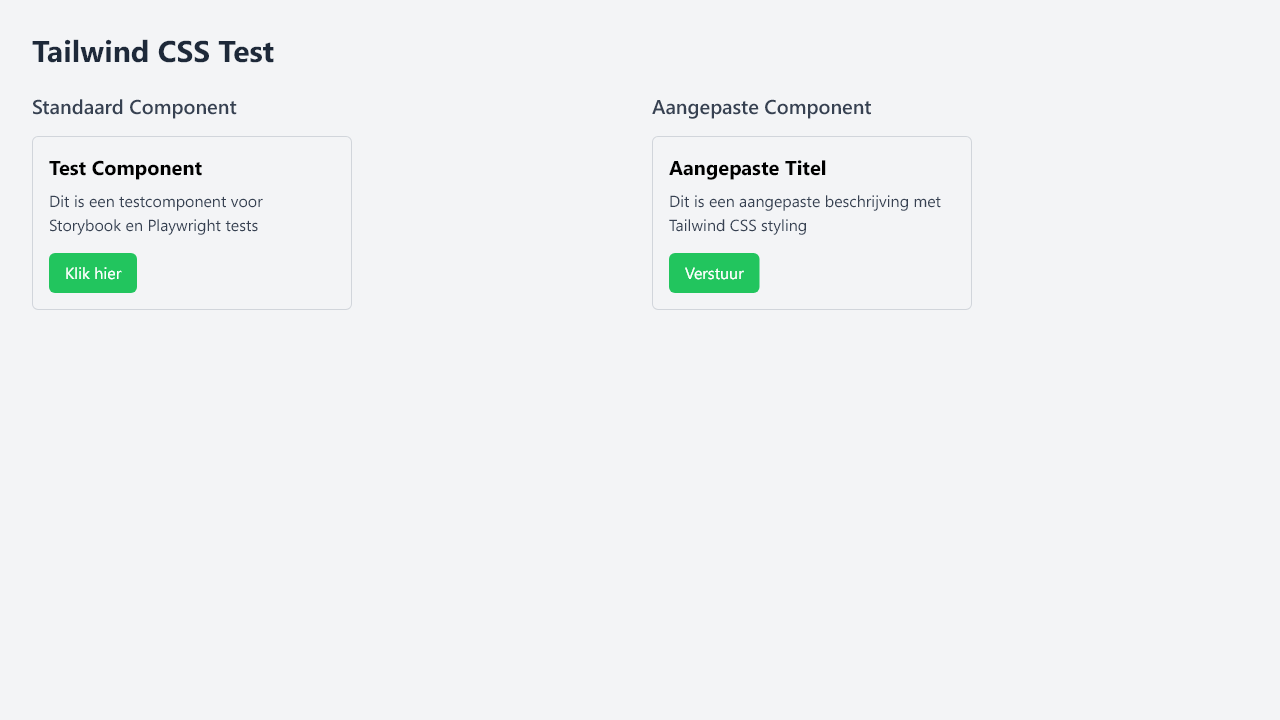 Tailwind CSS Test
Standaard Component
Test Component
Dit is een testcomponent voor
Storybook en Playwright tests
Klik hier
Aangepaste Component
Aangepaste Titel
Dit is een aangepaste beschrijving met
Tailwind CSS styling
Verstuur